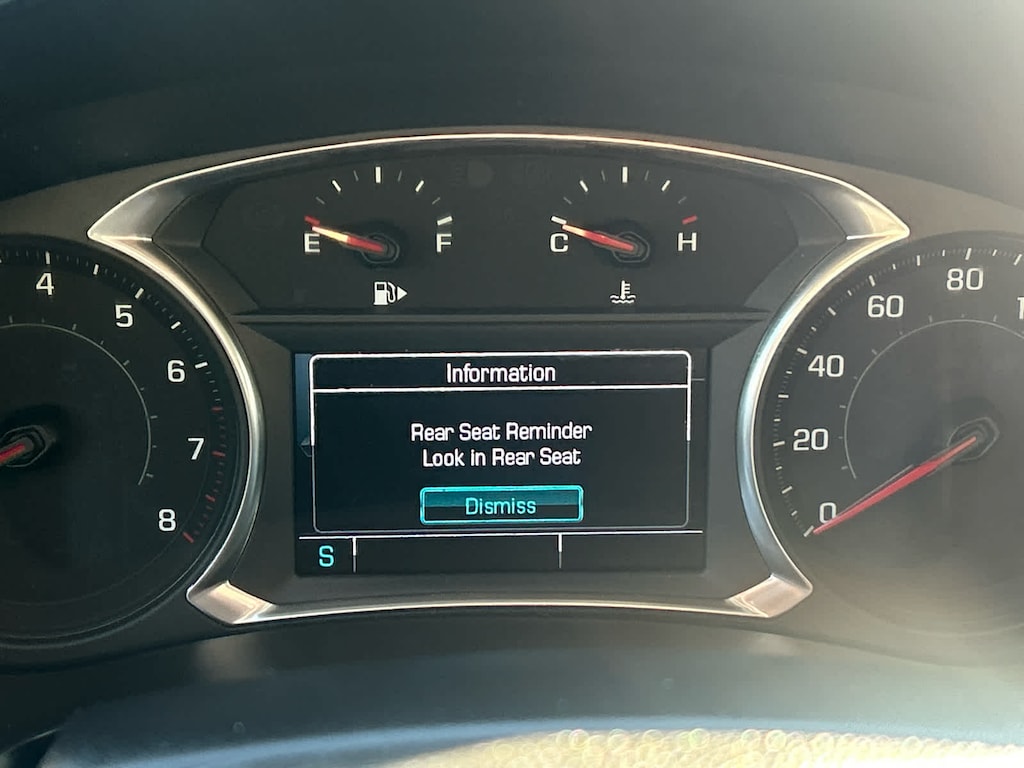 E F C H
4 5 6 7 8
Information
Rear Seat Reminder
Look in Rear Seat
Dismiss
S
0 20 40 60 80